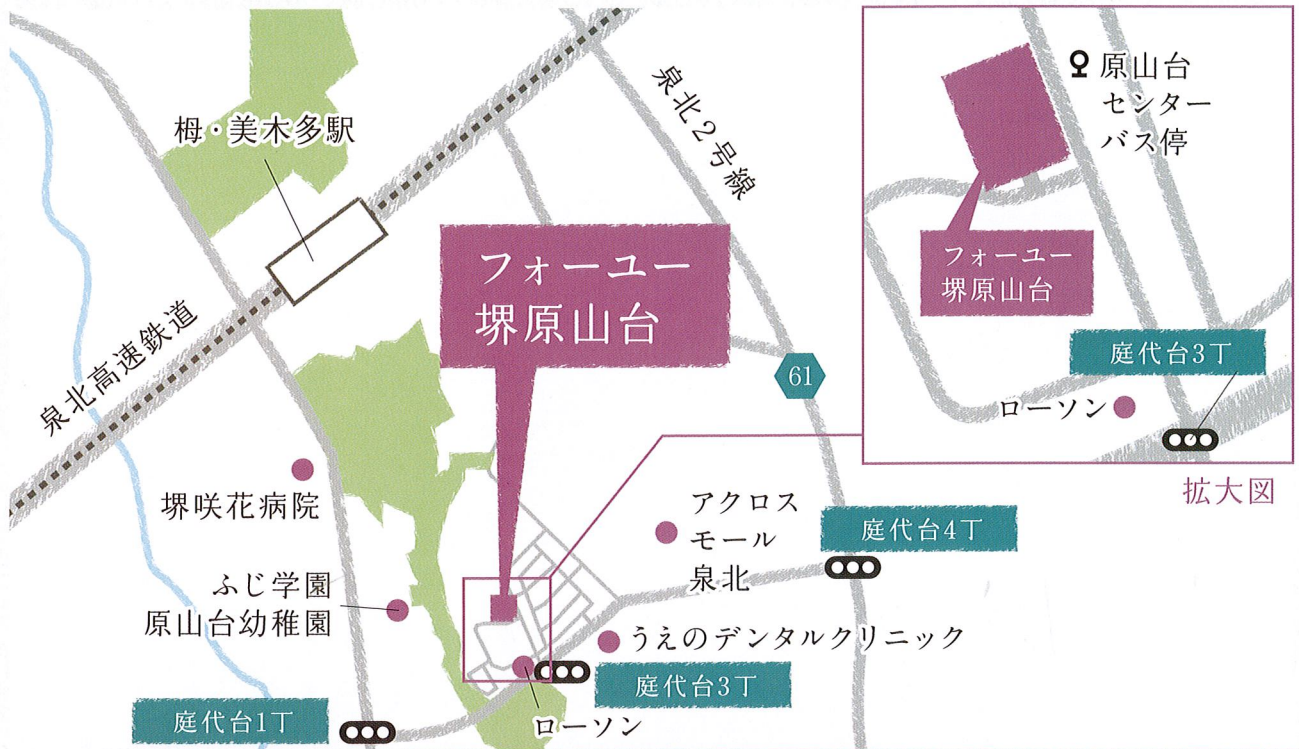 栂・美木多駅
泉北高速鉄道
泉北2号線
フォーユー
堺原山台
61
堺咲花病院
ふじ学園
原山台幼稚園
アクロス
モール
泉北
庭代台4丁
うえのデンタルクリニック
庭代台3丁
ローソン
庭代台1丁
原山台
センター
バス停
フォーユー
堺原山台
庭代台3丁
ローソン
拡大図